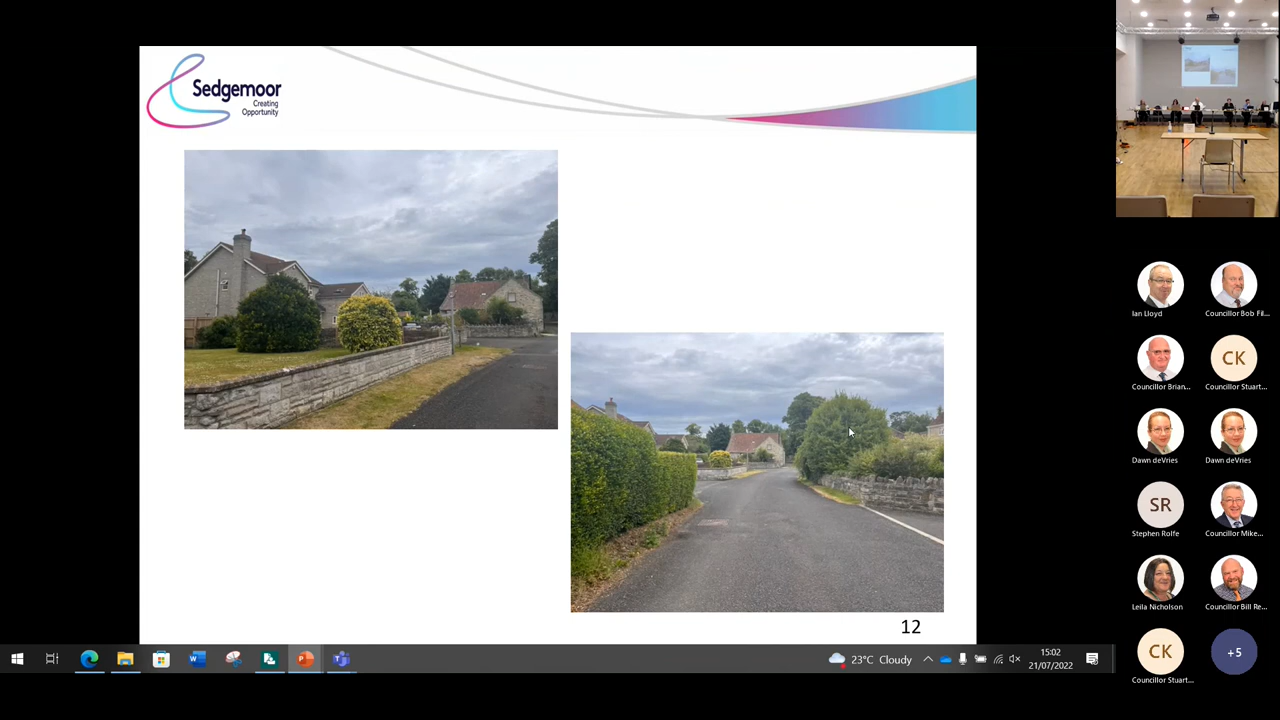 Sedgemoor
Creating
Opportunity
12
Ian Lloyd
Councillor Bob Fil...
Councillor Brian...
CK
Councillor Stuart...
Dawn deVries
Dawn deVries
SR
Stephen Rolfe
Councillor Mike...
Leila Nicholson
Councillor Bill Re...
CK
Councillor Stuart...
+5
23°C Cloudy
15:02
21/07/2022